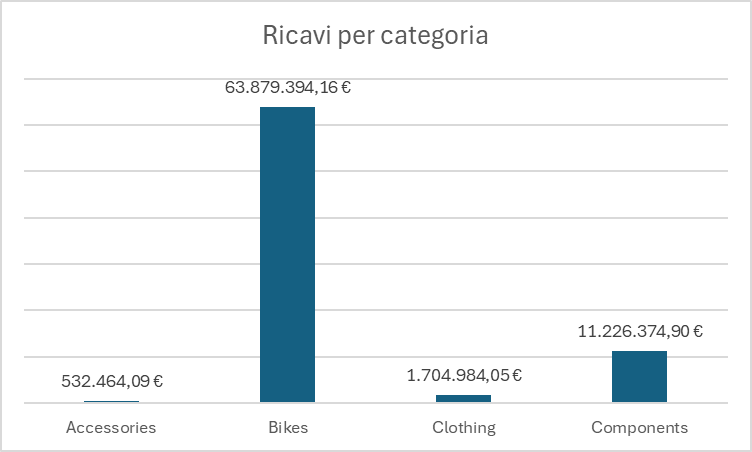 Ricavi per categoria
63.879.394,16 €
11.226.374,90 €
1.704.984,05 €
532.464,09 €
Accessories
Bikes
Clothing
Components